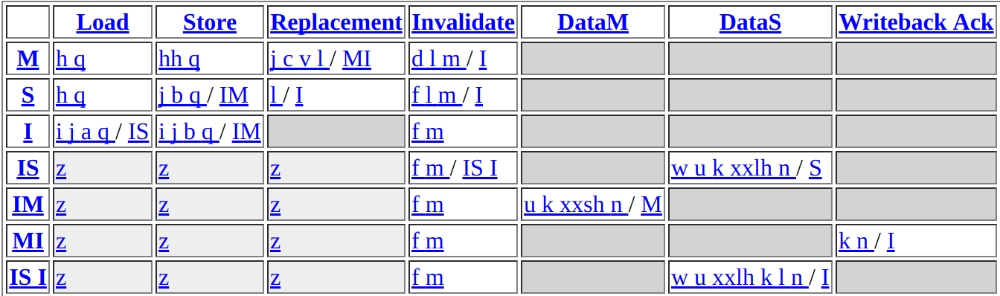 Load Store Replacement Invalidate DataM DataS Writeback Ack
M h q hh q j c v l / MI d l m / I
S h q j b q / IM l / I f l m / I
I i j a q / IS i j b q / IM f m
IS z z z f m / IS I w u k xxlh n / S
IM z z z f m u k xxsh n / M
MI z z z f m k n / I
IS I z z z f m w u xxlh k l n / I